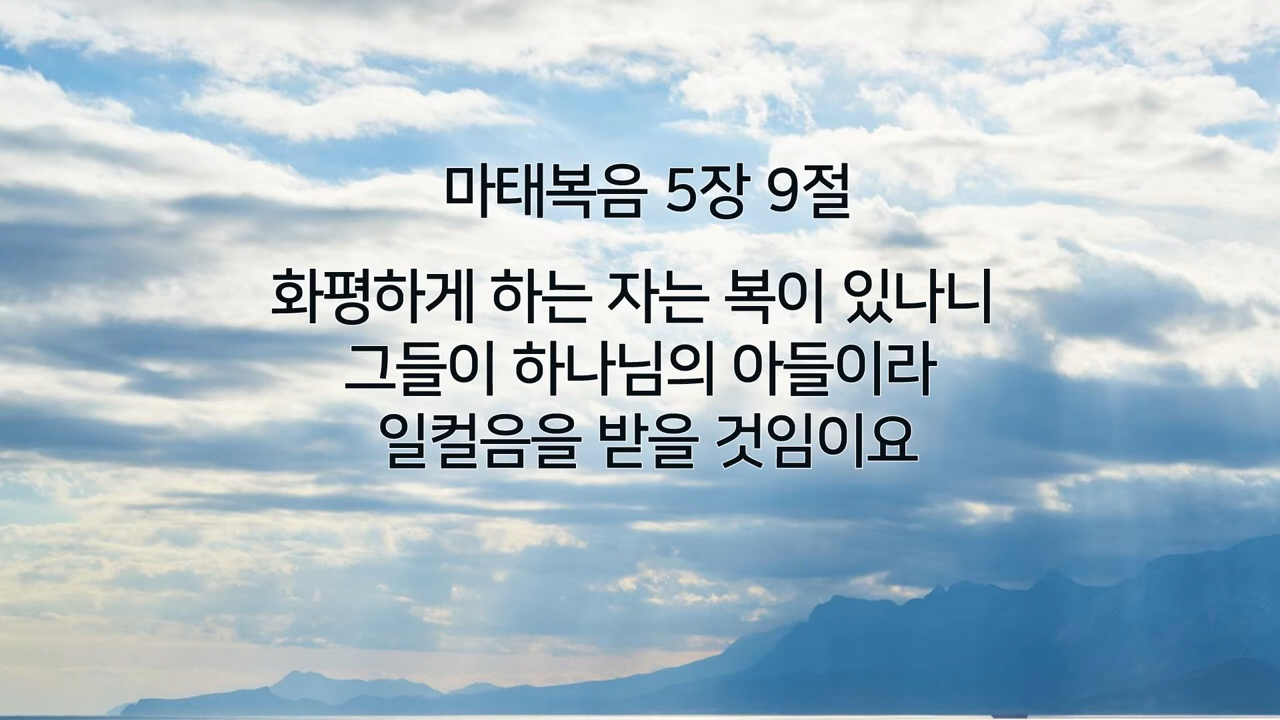 마태복음 5장 9절
화평하게 하는 자는 복이 있나니
그들이 하나님의 아들이라
일컬음을 받을 것임이요